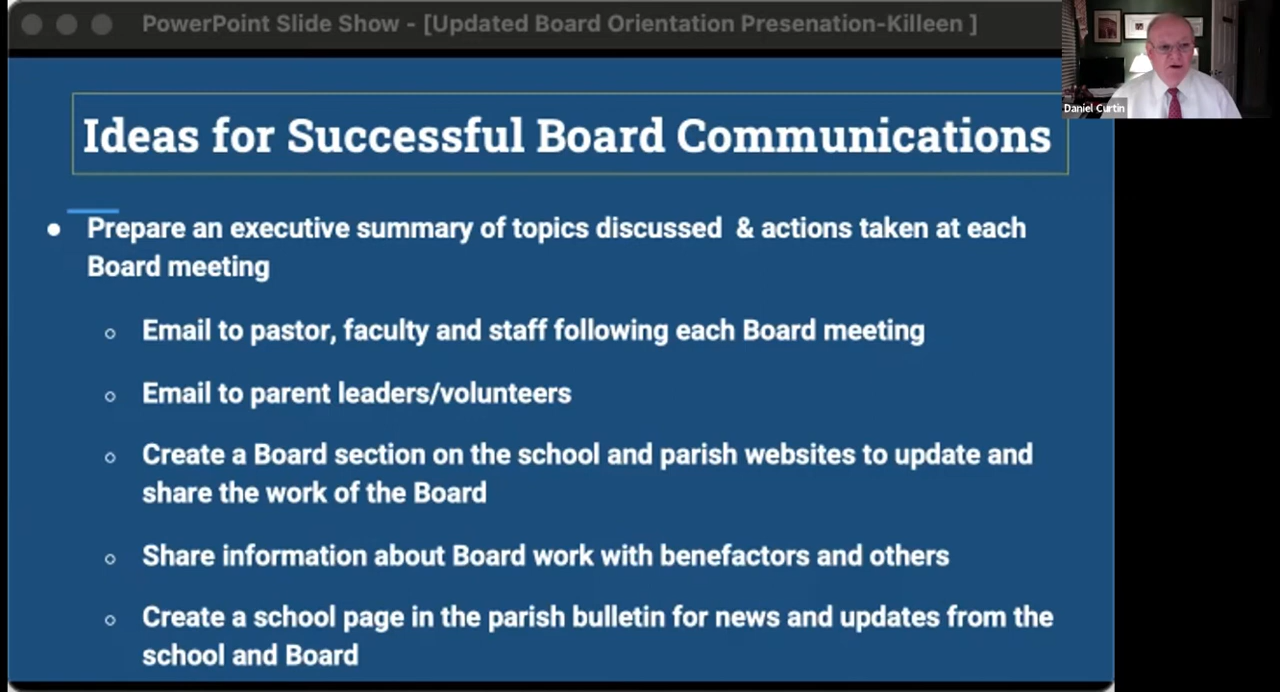 PowerPoint Slide Show - [Updated Board Orientation Presenation-Killeen ]
Daniel Curtin
Ideas for Successful Board Communications
Prepare an executive summary of topics discussed & actions taken at each
Board meeting
Email to pastor, faculty and staff following each Board meeting
Email to parent leaders/volunteers
Create a Board section on the school and parish websites to update and
share the work of the Board
Share information about Board work with benefactors and others
Create a school page in the parish bulletin for news and updates from the
school and Board